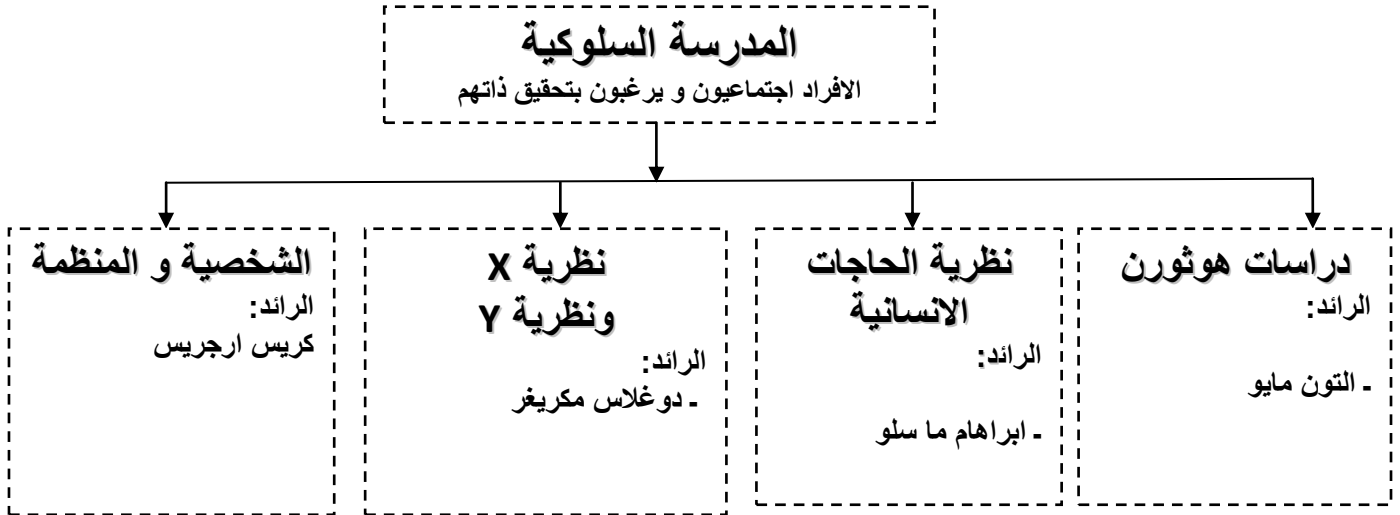 المدرسة السلوكية
الافراد اجتماعيون و يرغبون بتحقيق ذاتهم
دراسات هوثورن
الرائد:
- التون مايو
نظرية الحاجات
الانسانية
الرائد:
- ابراهام ما سلو
نظرية X
ونظرية Y
الرائد:
- دوغلاس مكريغر
الشخصية و المنظمة
الرائد:
كريس ارجريس